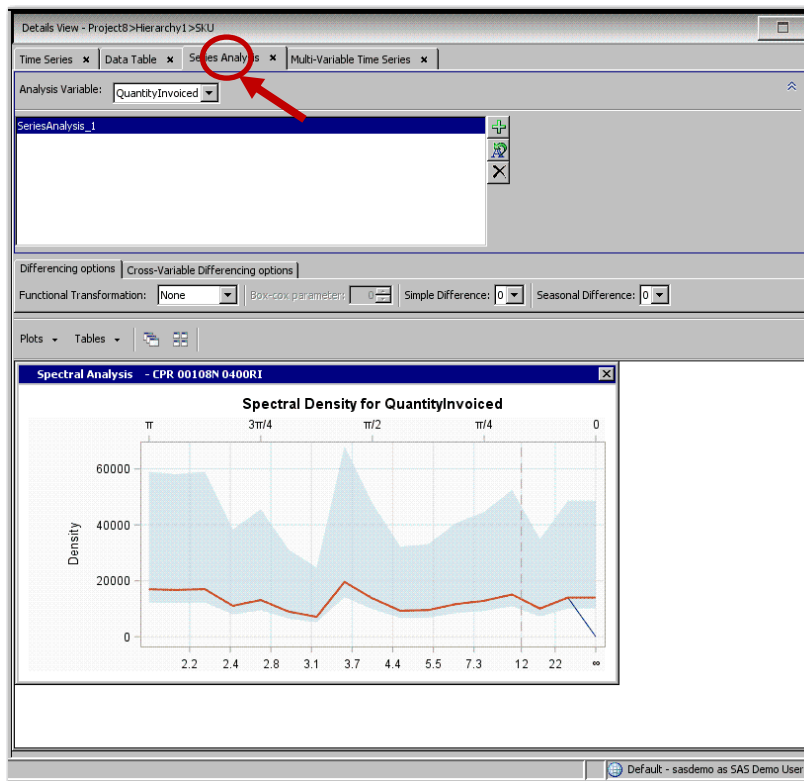 Details View - Project8>Hierarchy1>SKU
Time Series × Data Table × Series Analysis × Multi-Variable Time Series ×
Analysis Variable: QuantityInvoiced
SeriesAnalysis_1
Differencing options Cross-Variable Differencing options
Functional Transformation: None Box-cox parameter: 0 Simple Difference: 0 Seasonal Difference: 0
Plots Tables
Spectral Analysis - CPR 00108N 0400RI
Spectral Density for QuantityInvoiced
π 3π/4 π/2 π/4 0
60000
40000
20000
0
Density
2.2 2.4 2.8 3.1 3.7 4.4 5.5 7.3 12 22 ∞
Default - sasdemo as SAS Demo User